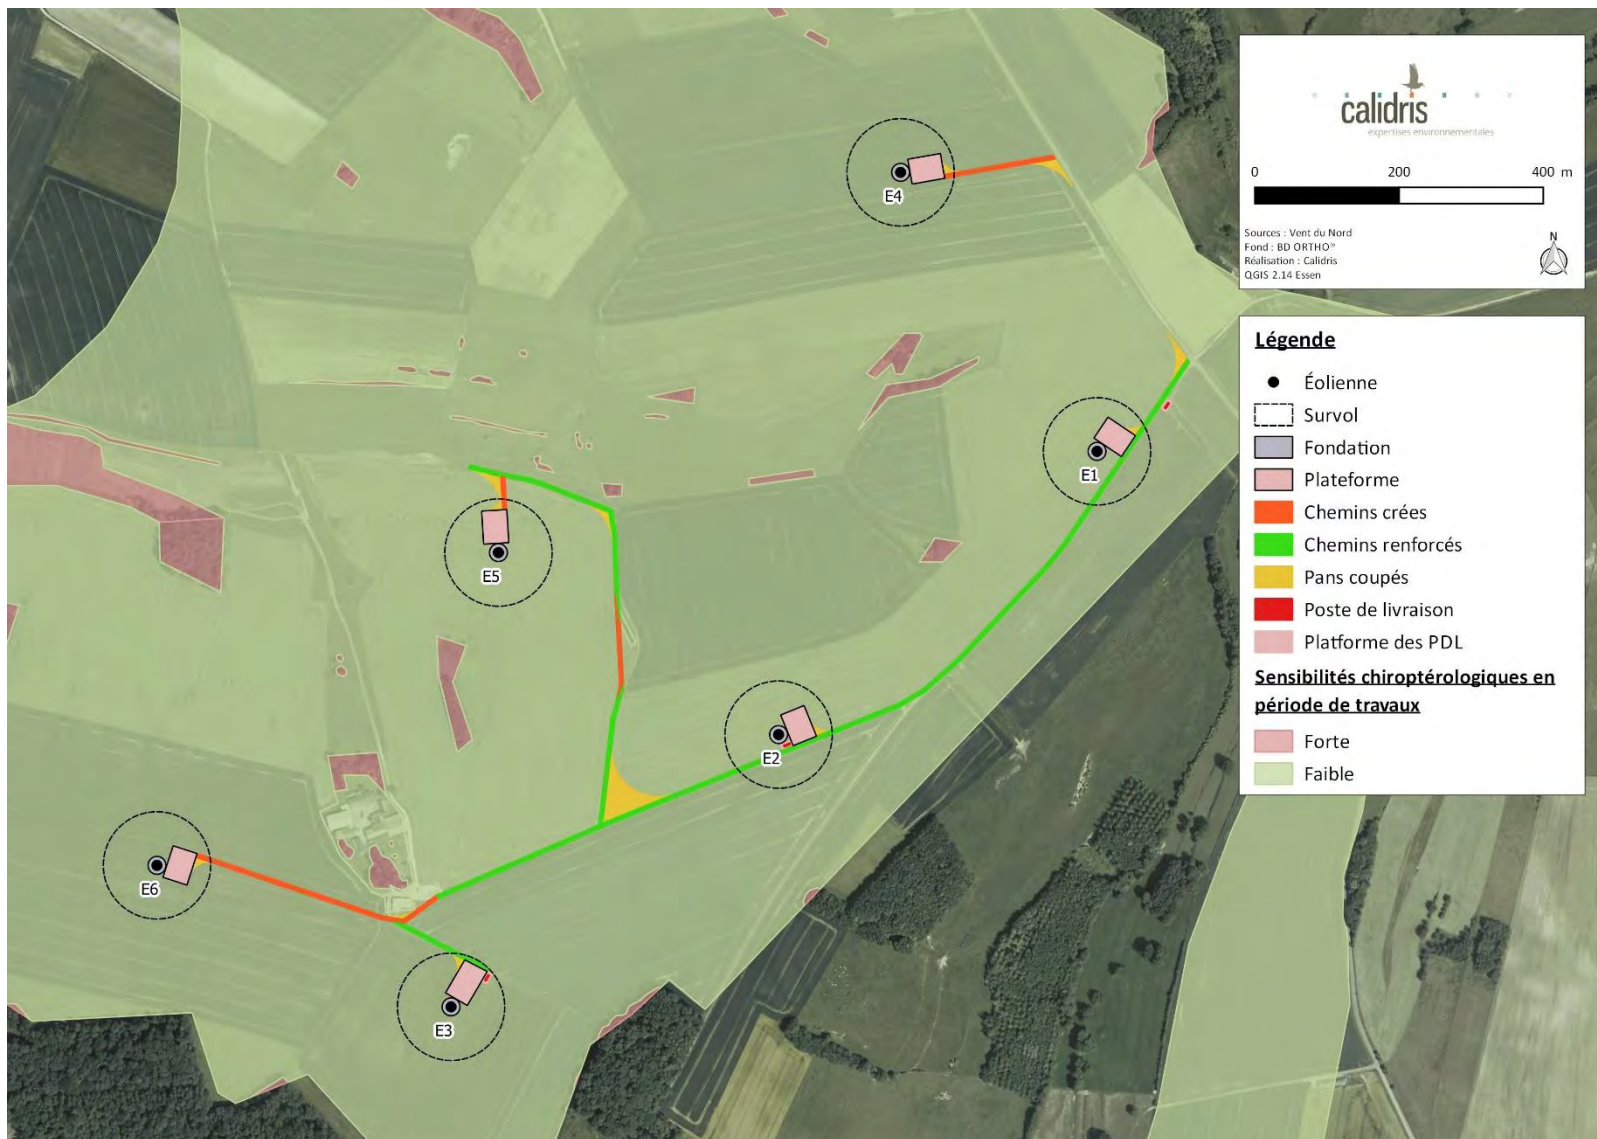 calidris
expertises environnementales
0 200 400 m
Sources : Vent du Nord
Fond : BD ORTHO®
Réalisation : Calidris
QGIS 2.14 Essen
N
Légende
Éolienne
Survol
Fondation
Plateforme
Chemins crées
Chemins renforcés
Pans coupés
Poste de livraison
Platforme des PDL
Sensibilités chiroptérologiques en
période de travaux
Forte
Faible
E4
E1
E5
E2
E6
E3